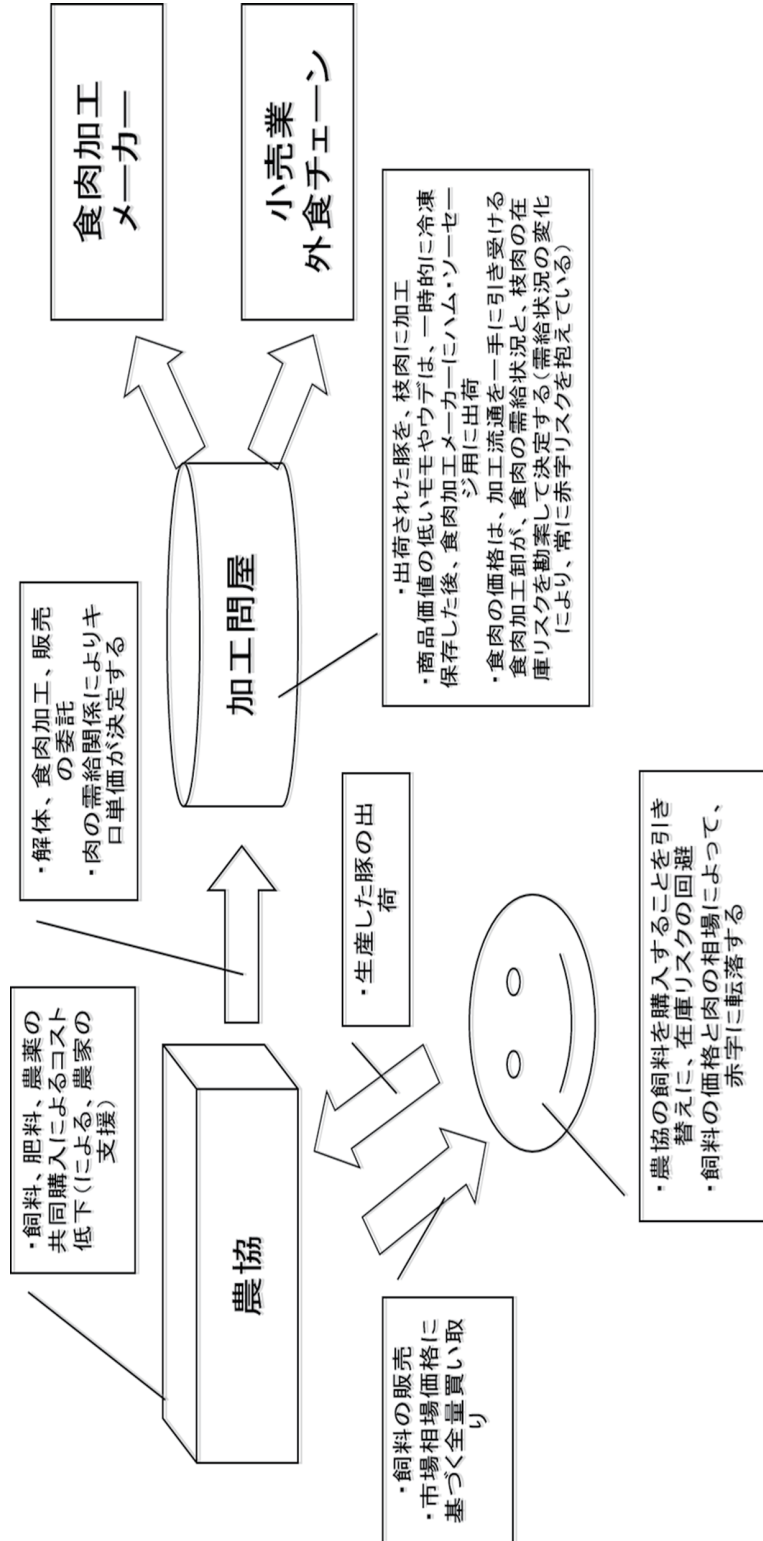 ・飼料、肥料、農薬の
共同購入によるコスト
低下(による、農家の
支援)
・解体、食肉加工、販売
の委託
・肉の需給関係によりキ
ロ単価が決定する
食肉加工
メーカー
農協
加工問屋
小売業
外食チェーン
・飼料の販売
・市場相場価格に
基づく全量買い取
り
・生産した豚の出
荷
・出荷された豚を、枝肉に加工
・商品価値の低いモモやウデは、一時的に冷凍
保存した後、食肉加工メーカーにハム・ソーセー
ジ用に出荷
・食肉の価格は、加工流通を一手に引き受ける
食肉加工卸が、食肉の需給状況と、枝肉の在
庫リスクを勘案して決定する(需給状況の変化
により、常に赤字リスクを抱えている)
・農協の飼料を購入することを引き
替えに、在庫リスクの回避
・飼料の価格と肉の相場によって、
赤字に転落する